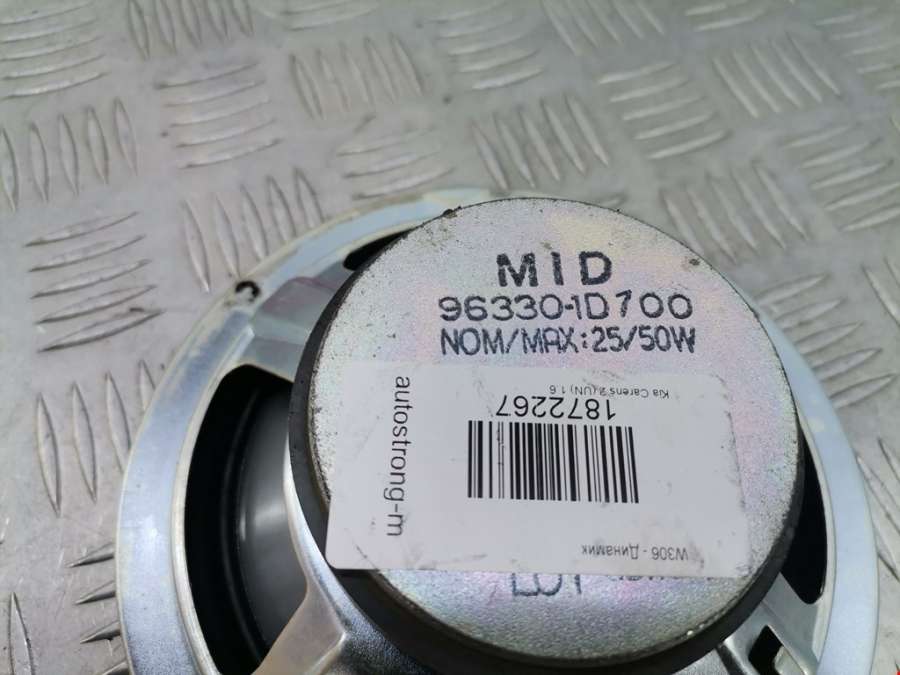 MID
96330-1D700
NOM/MAX:25/50W
Kia Carens 2 (UN) 1.6
1872267
autostrong-m
W306 - Динамик